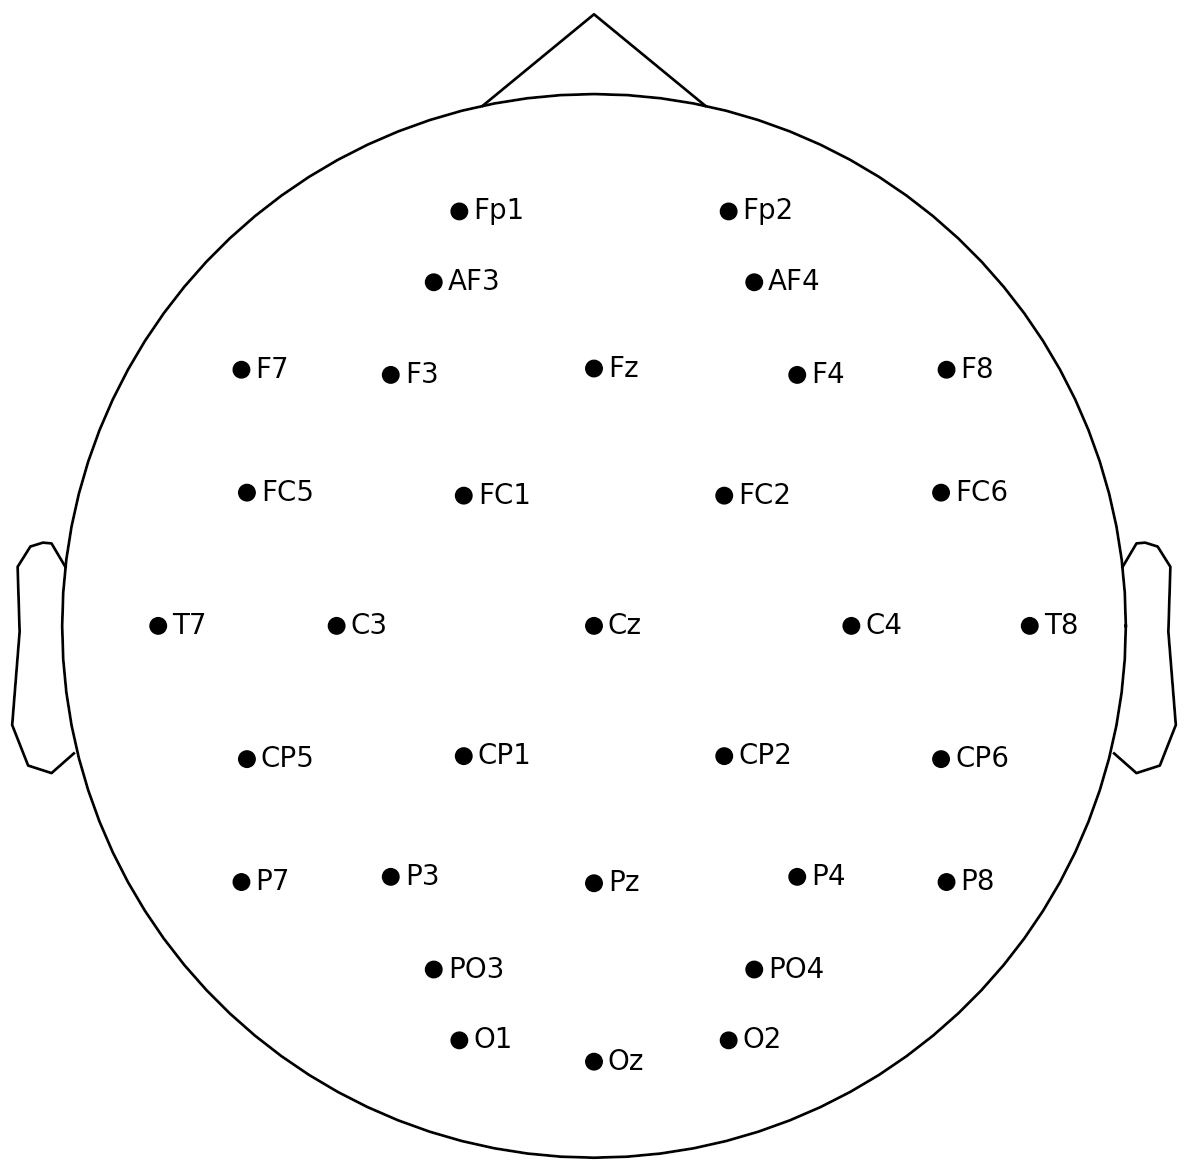 Fp1 Fp2
AF3 AF4
F7 F3 Fz F4 F8
FC5 FC1 FC2 FC6
T7 C3 Cz C4 T8
CP5 CP1 CP2 CP6
P7 P3 Pz P4 P8
PO3 PO4
O1 Oz O2